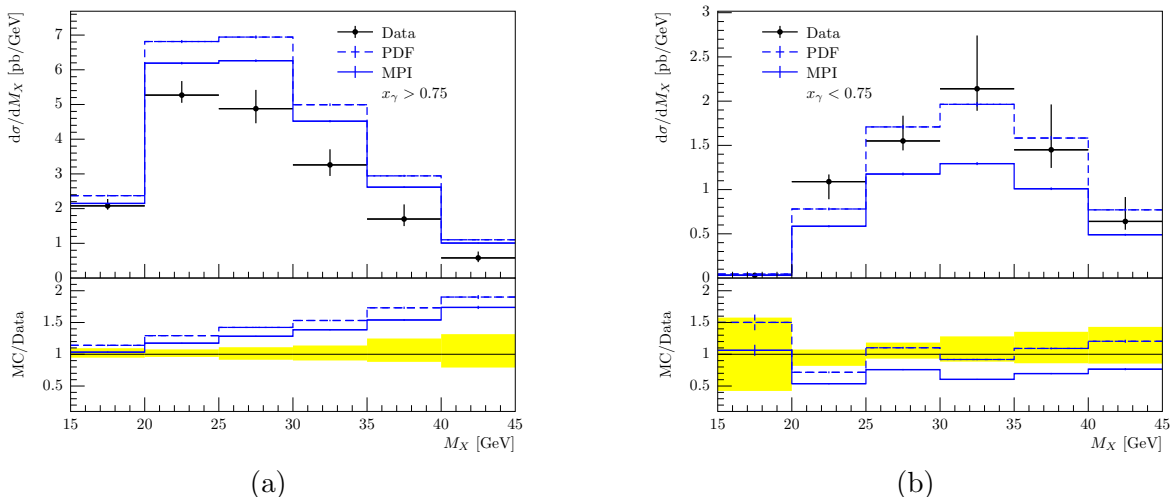 dσ/dM_X [pb/GeV]
7
6
5
4
3
2
1
0
Data
PDF
MPI
x_γ > 0.75
MC/Data
2
1.5
1
0.5
15 20 25 30 35 40 45
M_X [GeV]
(a)
dσ/dM_X [pb/GeV]
3
2.5
2
1.5
1
0.5
0
Data
PDF
MPI
x_γ < 0.75
MC/Data
2
1.5
1
0.5
15 20 25 30 35 40 45
M_X [GeV]
(b)